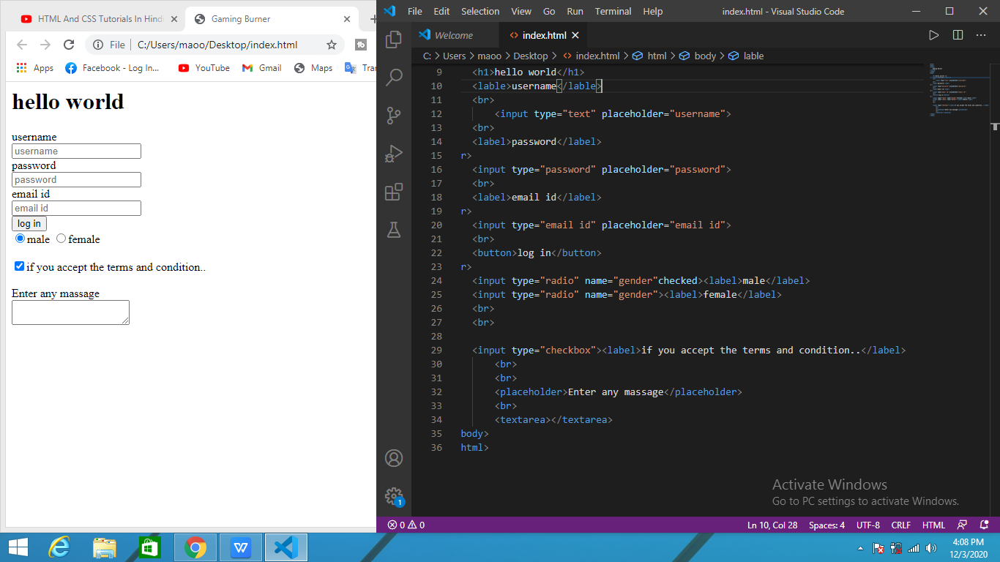 HTML And CSS Tutorials In Hindi
Gaming Burner
File
C:/Users/maoo/Desktop/index.html
Apps
Facebook - Log In...
YouTube
Gmail
Maps
Tran
hello world
username
username
password
password
email id
email id
log in
male
female
if you accept the terms and condition..
Enter any massage
File Edit Selection View Go Run Terminal Help
index.html - Visual Studio Code
Welcome
index.html
C: > Users > maoo > Desktop > index.html > html > body > lable
9 <h1>hello world</h1>
10 <lable>username</lable>
11 <br>
12 <input type="text" placeholder="username">
13 <br>
14 <label>password</label>
15 r>
16 <input type="password" placeholder="password">
17 <br>
18 <label>email id</label>
19 r>
20 <input type="email id" placeholder="email id">
21 <br>
22 <button>log in</button>
23 r>
24 <input type="radio" name="gender"checked><label>male</label>
25 <input type="radio" name="gender"><label>female</label>
26 <br>
27 <br>
28
29 <input type="checkbox"><label>if you accept the terms and condition..</label>
30 <br>
31 <br>
32 <placeholder>Enter any massage</placeholder>
33 <br>
34 <textarea></textarea>
35 body>
36 html>
Activate Windows
Go to PC settings to activate Windows.
1
0 0
Ln 10, Col 28
Spaces: 4
UTF-8
CRLF
HTML
4:08 PM
12/3/2020